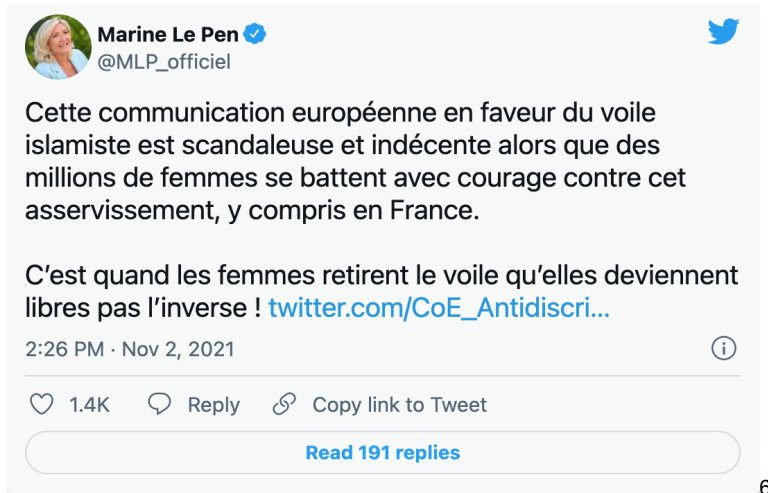 Marine Le Pen
@MLP_officiel
Cette communication européenne en faveur du voile
islamiste est scandaleuse et indécente alors que des
millions de femmes se battent avec courage contre cet
asservissement, y compris en France.
C’est quand les femmes retirent le voile qu’elles deviennent
libres pas l’inverse ! twitter.com/CoE_Antidiscri…
2:26 PM · Nov 2, 2021
1.4K Reply Copy link to Tweet
Read 191 replies
6